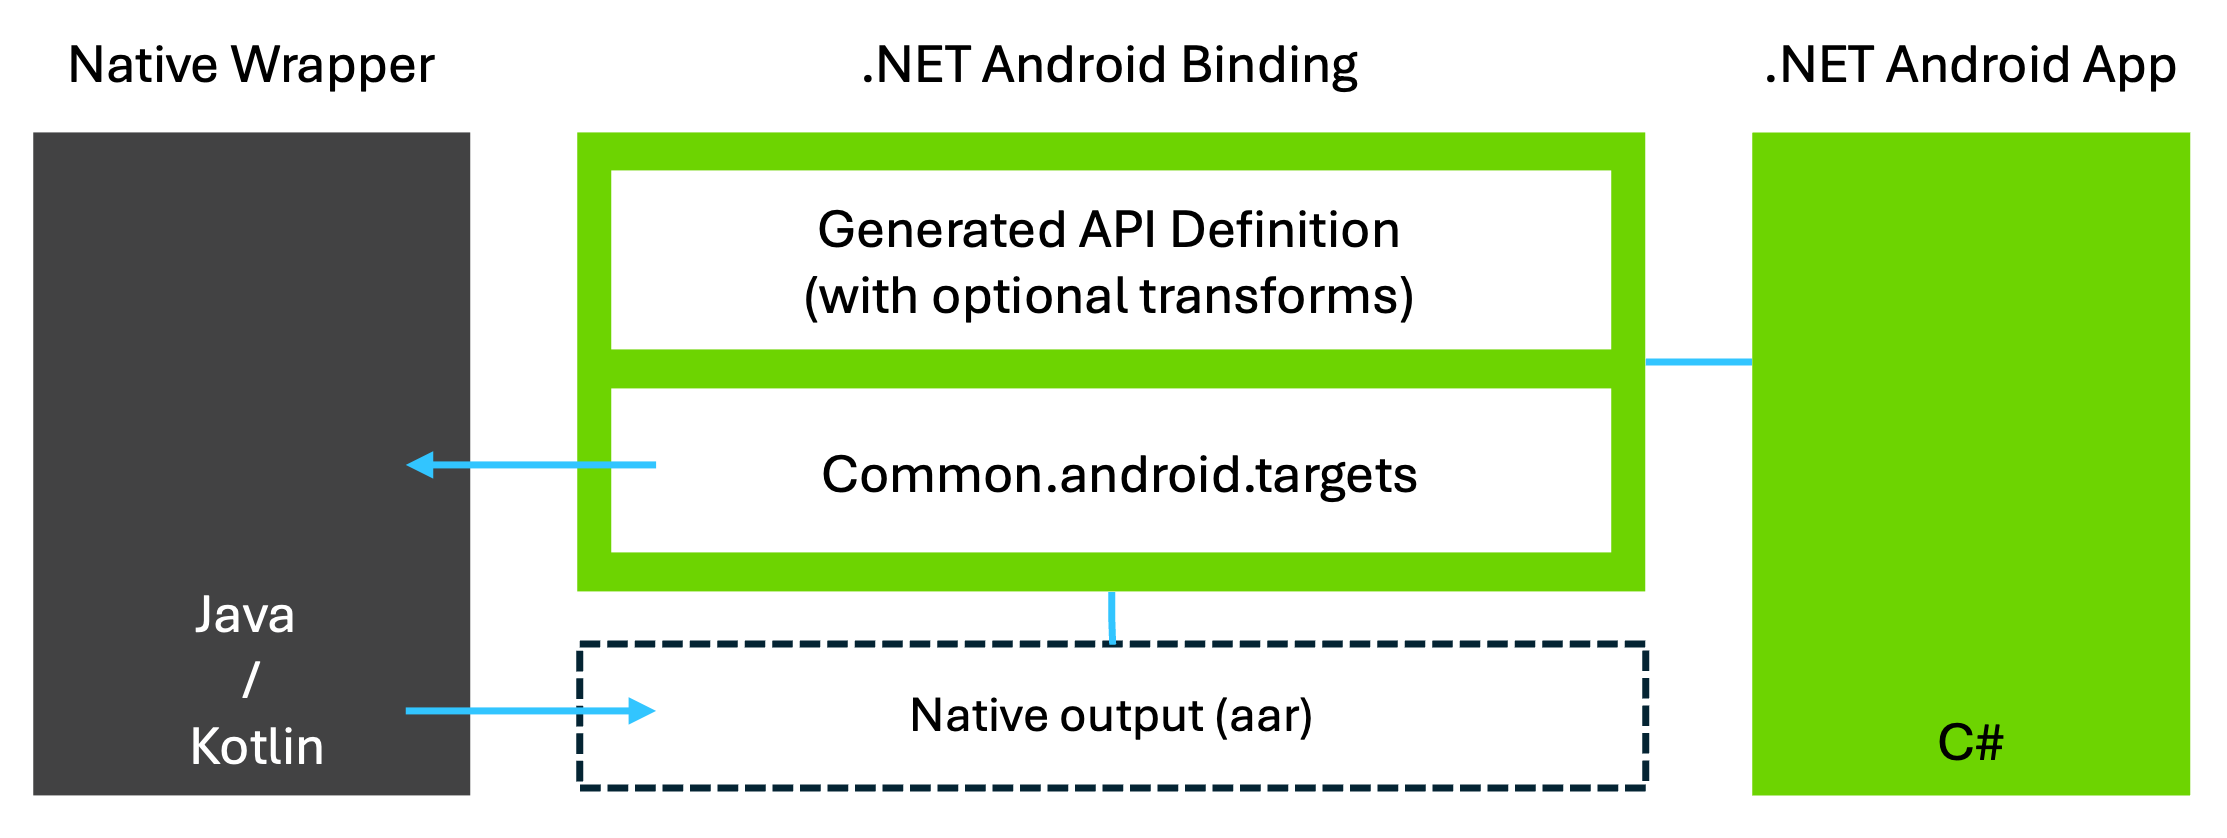 Native Wrapper
.NET Android Binding
.NET Android App
Generated API Definition
(with optional transforms)
Common.android.targets
Java
/
Kotlin
Native output (aar)
C#